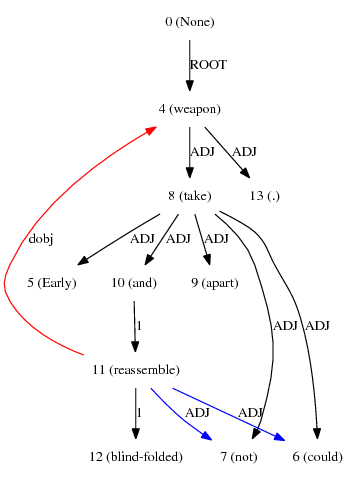 0 (None)
ROOT
4 (weapon)
ADJ ADJ
8 (take) 13 (.)
dobj ADJ ADJ ADJ
5 (Early) 10 (and) 9 (apart)
1 ADJ ADJ
11 (reassemble)
1 ADJ ADJ
12 (blind-folded) 7 (not) 6 (could)